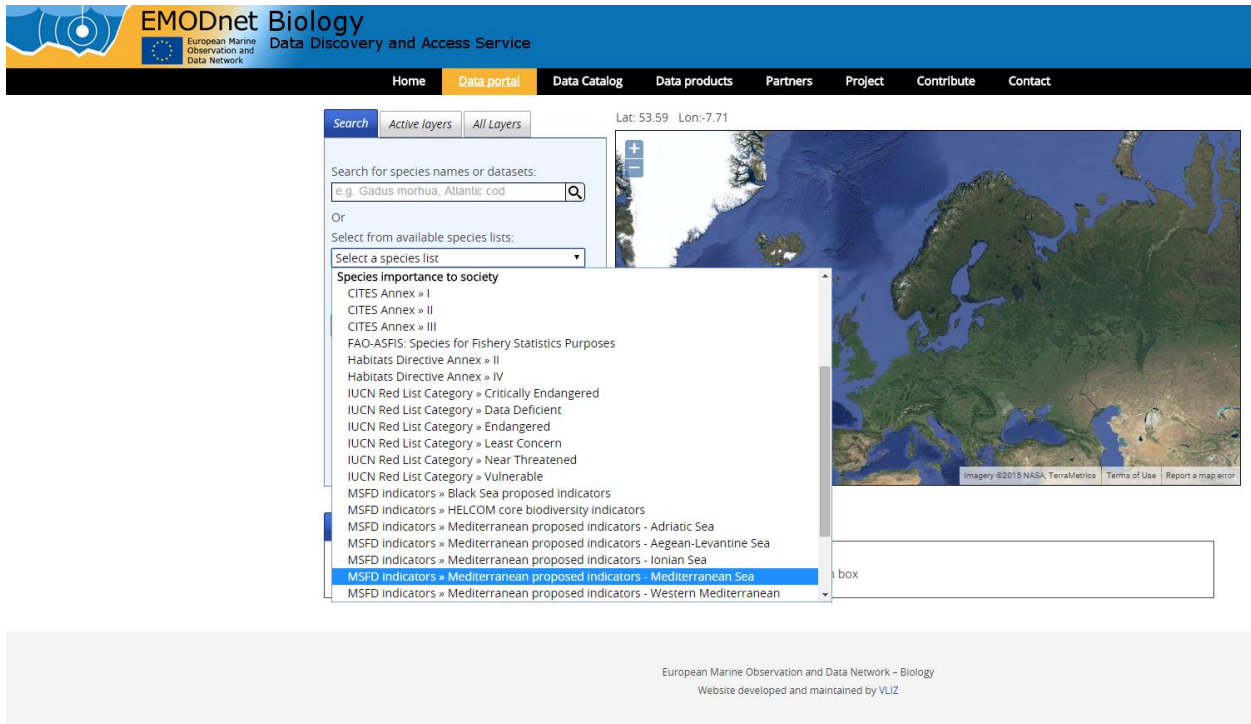 EMODnet Biology
European Marine
Observation and
Data Network
Data Discovery and Access Service
Home Data portal Data Catalog Data products Partners Project Contribute Contact
Search Active layers All Layers
Lat: 53.59 Lon:-7.71
+
−
Search for species names or datasets:
e.g. Gadus morhua, Atlantic cod
Or
Select from available species lists:
Select a species list
Species importance to society
CITES Annex » I
CITES Annex » II
CITES Annex » III
FAO-ASFIS: Species for Fishery Statistics Purposes
Habitats Directive Annex » II
Habitats Directive Annex » IV
IUCN Red List Category » Critically Endangered
IUCN Red List Category » Data Deficient
IUCN Red List Category » Endangered
IUCN Red List Category » Least Concern
IUCN Red List Category » Near Threatened
IUCN Red List Category » Vulnerable
MSFD indicators » Black Sea proposed indicators
MSFD indicators » HELCOM core biodiversity indicators
MSFD indicators » Mediterranean proposed indicators - Adriatic Sea
MSFD indicators » Mediterranean proposed indicators - Aegean-Levantine Sea
MSFD indicators » Mediterranean proposed indicators - Ionian Sea
MSFD indicators » Mediterranean proposed indicators - Mediterranean Sea
MSFD indicators » Mediterranean proposed indicators - Western Mediterranean
Imagery ©2015 NASA, TerraMetrics Terms of Use Report a map error
box
European Marine Observation and Data Network – Biology
Website developed and maintained by VLIZ